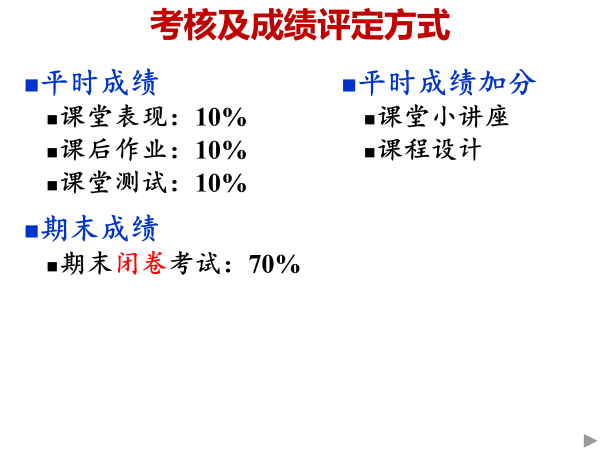 考核及成绩评定方式
■平时成绩
■课堂表现：10%
■课后作业：10%
■课堂测试：10%
■期末成绩
■期末闭卷考试：70%
■平时成绩加分
■课堂小讲座
■课程设计